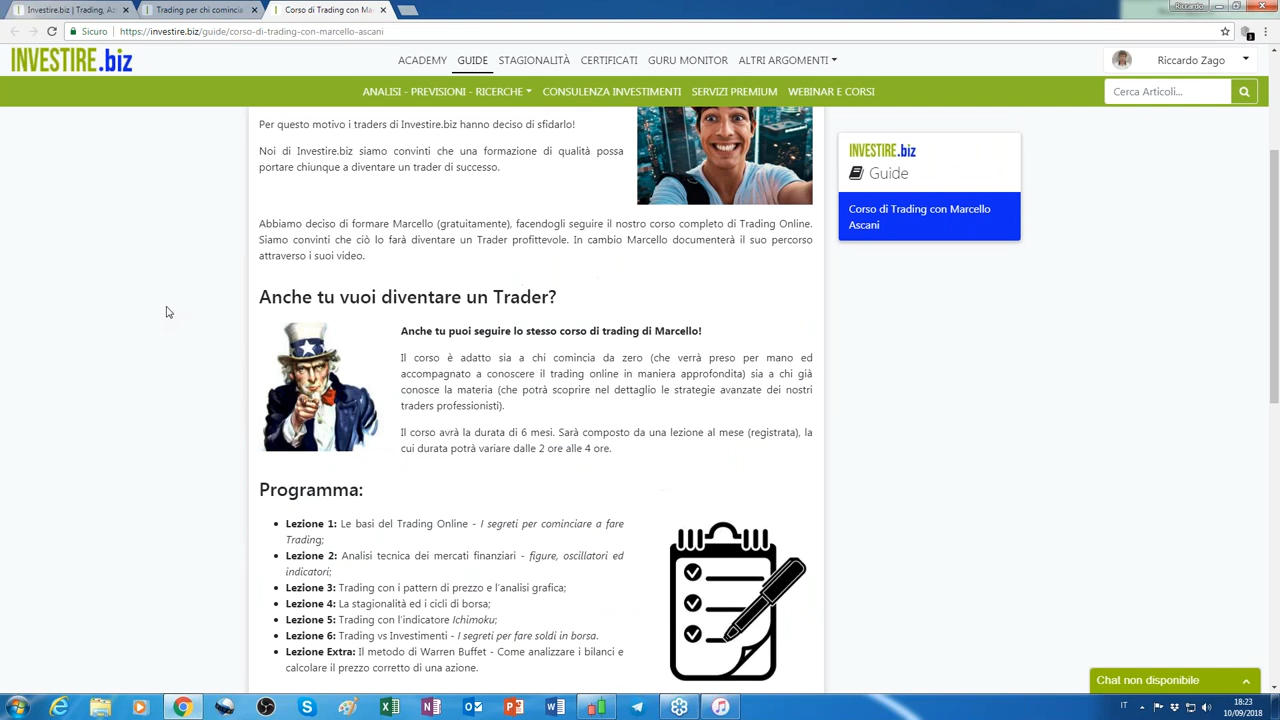 Investire.biz | Trading, A
Trading per chi comincia
Corso di Trading con Ma
Riccardo
Sicuro
https://investire.biz/guide/corso-di-trading-con-marcello-ascani
3
INVESTIRE.biz
ACADEMY
GUIDE
STAGIONALITÀ
CERTIFICATI
GURU MONITOR
ALTRI ARGOMENTI
Riccardo Zago
ANALISI - PREVISIONI - RICERCHE
CONSULENZA INVESTIMENTI
SERVIZI PREMIUM
WEBINAR E CORSI
Cerca Articoli...
Per questo motivo i traders di Investire.biz hanno deciso di sfidarlo!
Noi di Investire.biz siamo convinti che una formazione di qualità possa
portare chiunque a diventare un trader di successo.
Abbiamo deciso di formare Marcello (gratuitamente), facendogli seguire il nostro corso completo di Trading Online.
Siamo convinti che ciò lo farà diventare un Trader profittevole. In cambio Marcello documenterà il suo percorso
attraverso i suoi video.
INVESTIRE.biz
Guide
Corso di Trading con Marcello
Ascani
Anche tu vuoi diventare un Trader?
Anche tu puoi seguire lo stesso corso di trading di Marcello!
Il corso è adatto sia a chi comincia da zero (che verrà preso per mano ed
accompagnato a conoscere il trading online in maniera approfondita) sia a chi già
conosce la materia (che potrà scoprire nel dettaglio le strategie avanzate dei nostri
traders professionisti).
Il corso avrà la durata di 6 mesi. Sarà composto da una lezione al mese (registrata), la
cui durata potrà variare dalle 2 ore alle 4 ore.
Programma:
Lezione 1: Le basi del Trading Online - I segreti per cominciare a fare
Trading;
Lezione 2: Analisi tecnica dei mercati finanziari - figure, oscillatori ed
indicatori;
Lezione 3: Trading con i pattern di prezzo e l'analisi grafica;
Lezione 4: La stagionalità ed i cicli di borsa;
Lezione 5: Trading con l'indicatore Ichimoku;
Lezione 6: Trading vs Investimenti - I segreti per fare soldi in borsa.
Lezione Extra: Il metodo di Warren Buffet - Come analizzare i bilanci e
calcolare il prezzo corretto di una azione.
Chat non disponibile
IT
18:23
10/09/2018